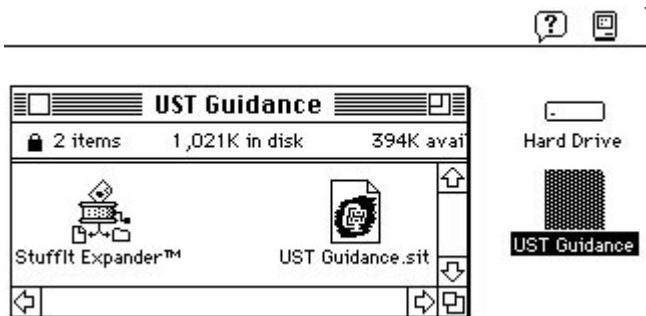 UST Guidance
2 items 1,021K in disk 394K avai
Hard Drive
StuffIt Expander™ UST Guidance.sit
UST Guidance